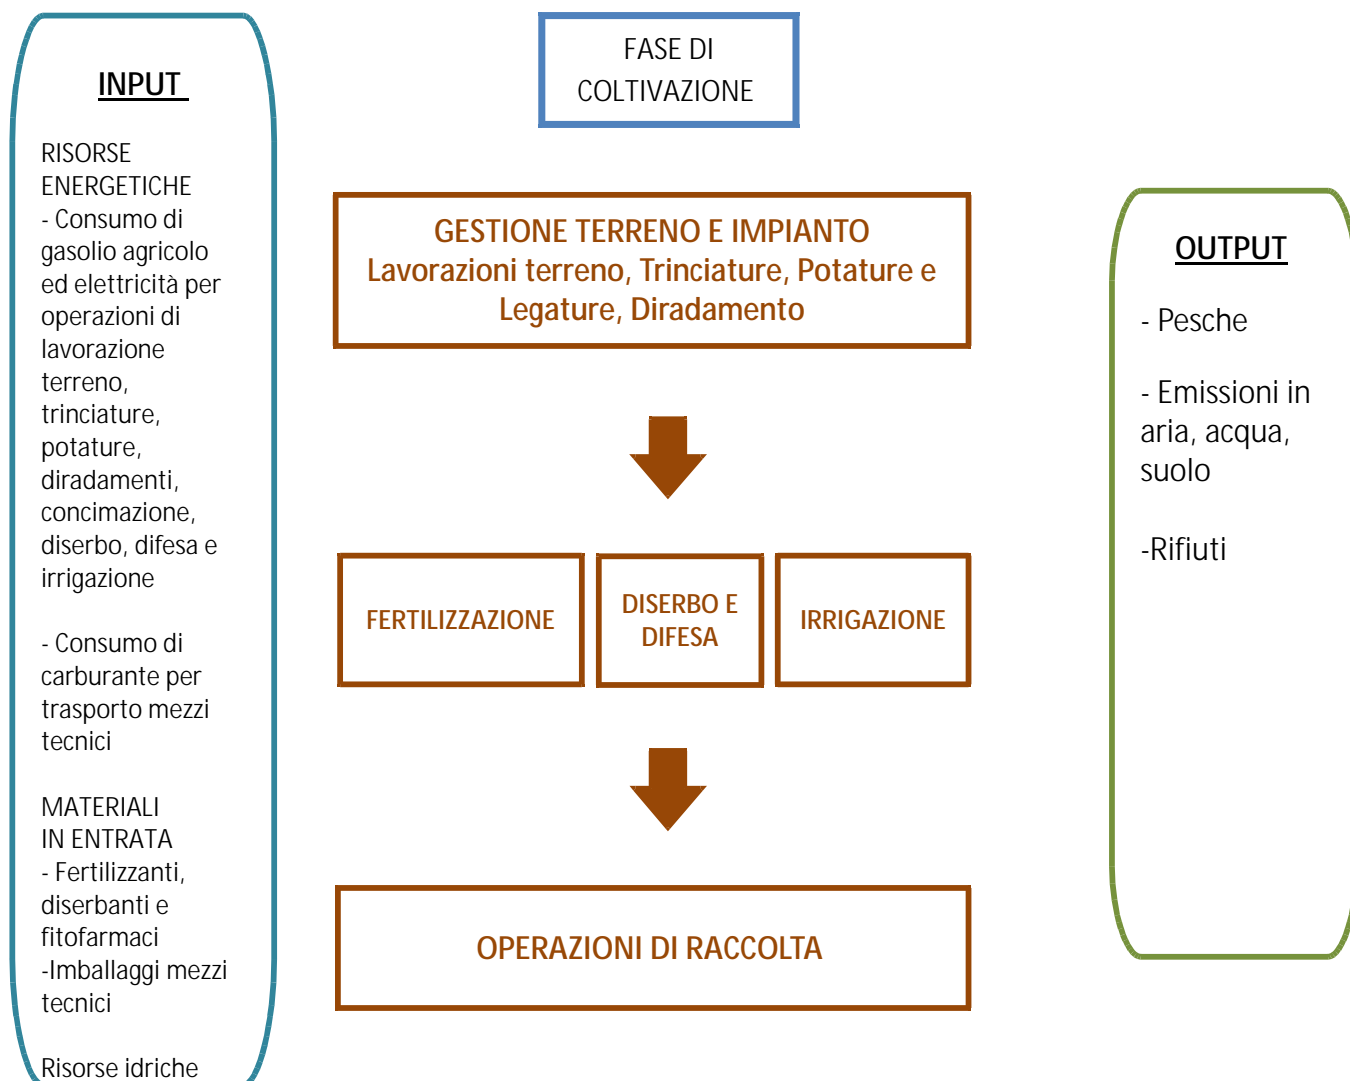 INPUT
RISORSE
ENERGETICHE
- Consumo di
gasolio agricolo
ed elettricità per
operazioni di
lavorazione
terreno,
trinciature,
potature,
diradamenti,
concimazione,
diserbo, difesa e
irrigazione
- Consumo di
carburante per
trasporto mezzi
tecnici
MATERIALI
IN ENTRATA
- Fertilizzanti,
diserbanti e
fitofarmaci
-Imballaggi mezzi
tecnici
Risorse idriche
FASE DI
COLTIVAZIONE
GESTIONE TERRENO E IMPIANTO
Lavorazioni terreno, Trinciature, Potature e
Legature, Diradamento
FERTILIZZAZIONE
DISERBO E
DIFESA
IRRIGAZIONE
OPERAZIONI DI RACCOLTA
OUTPUT
- Pesche
- Emissioni in
aria, acqua,
suolo
-Rifiuti